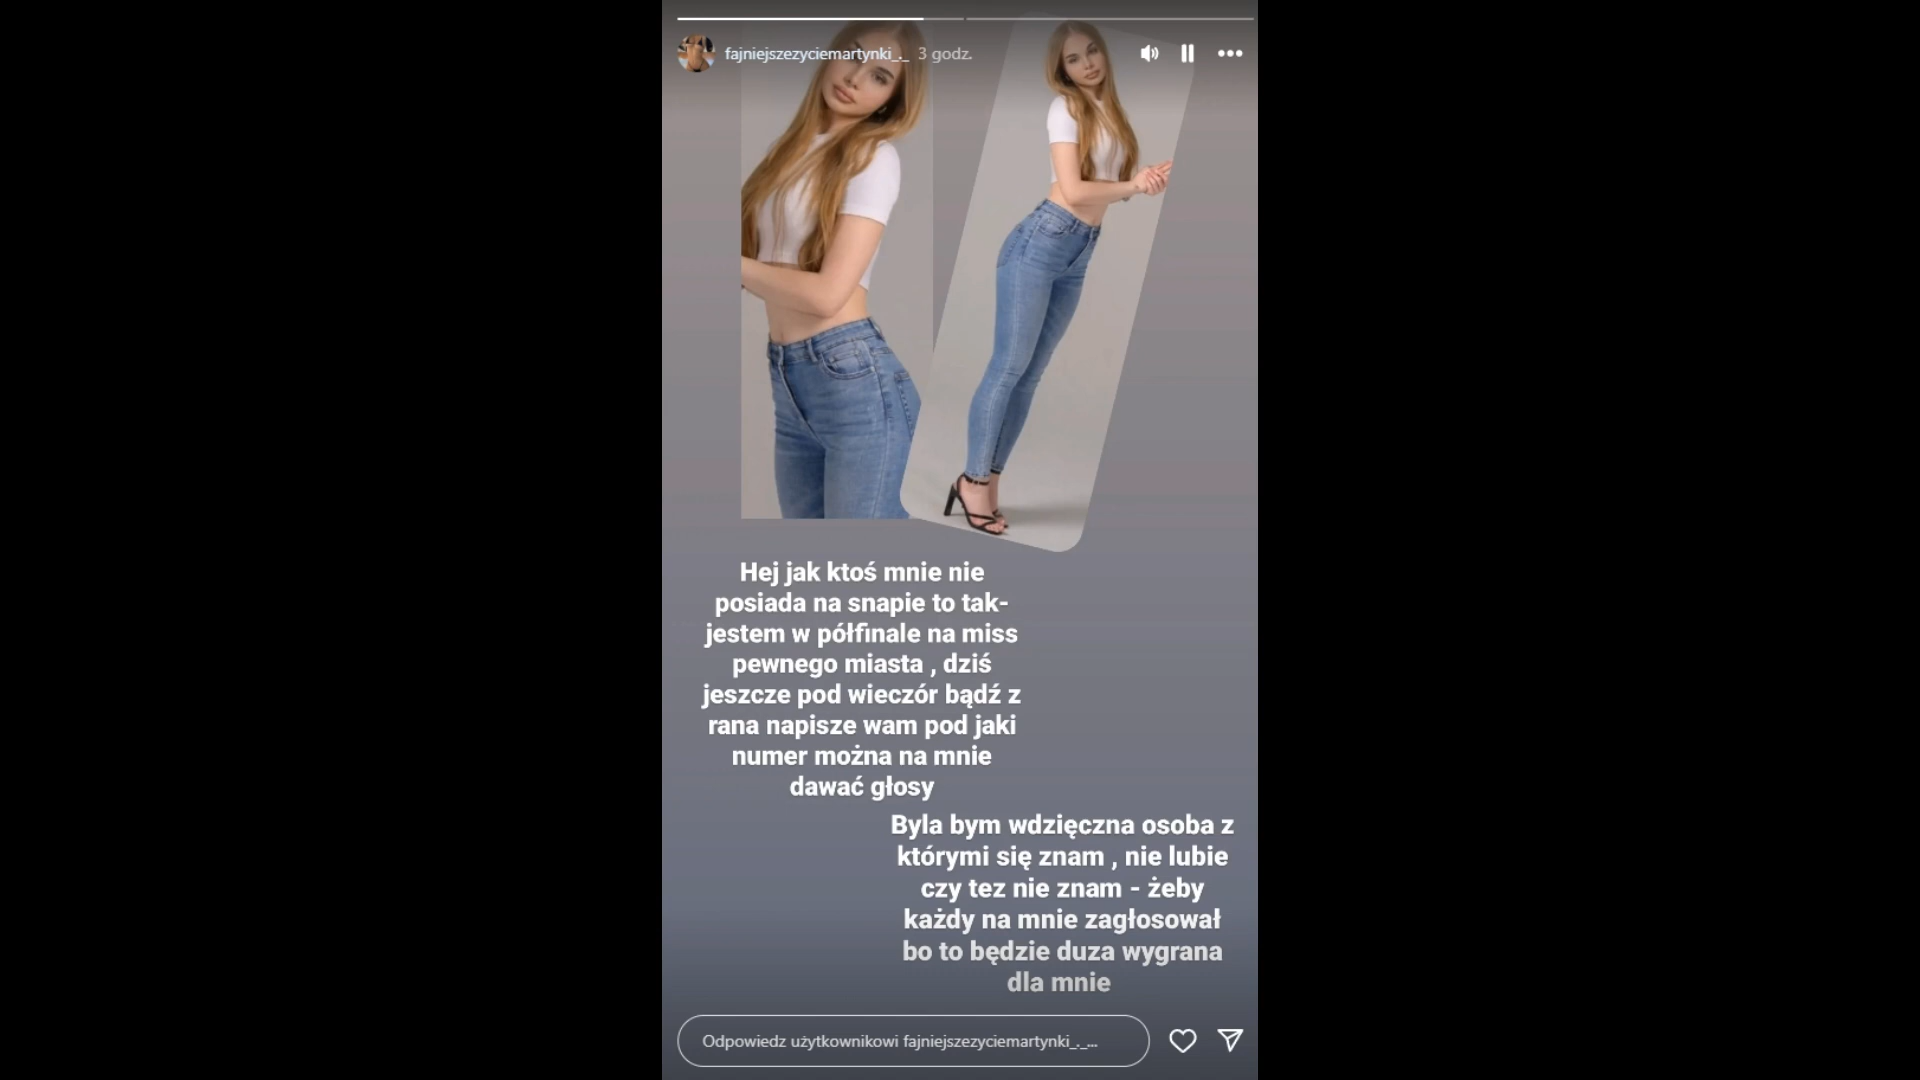 fajniejszezyciemartynki_._ 3 godz.
Hej jak ktoś mnie nie
posiada na snapie to tak-
jestem w półfinale na miss
pewnego miasta , dziś
jeszcze pod wieczór bądź z
rana napisze wam pod jaki
numer można na mnie
dawać głosy
Byla bym wdzięczna osoba z
którymi się znam , nie lubie
czy tez nie znam - żeby
każdy na mnie zagłosował
bo to będzie duza wygrana
dla mnie
Odpowiedz użytkownikowi fajniejszezyciemartynki_._...